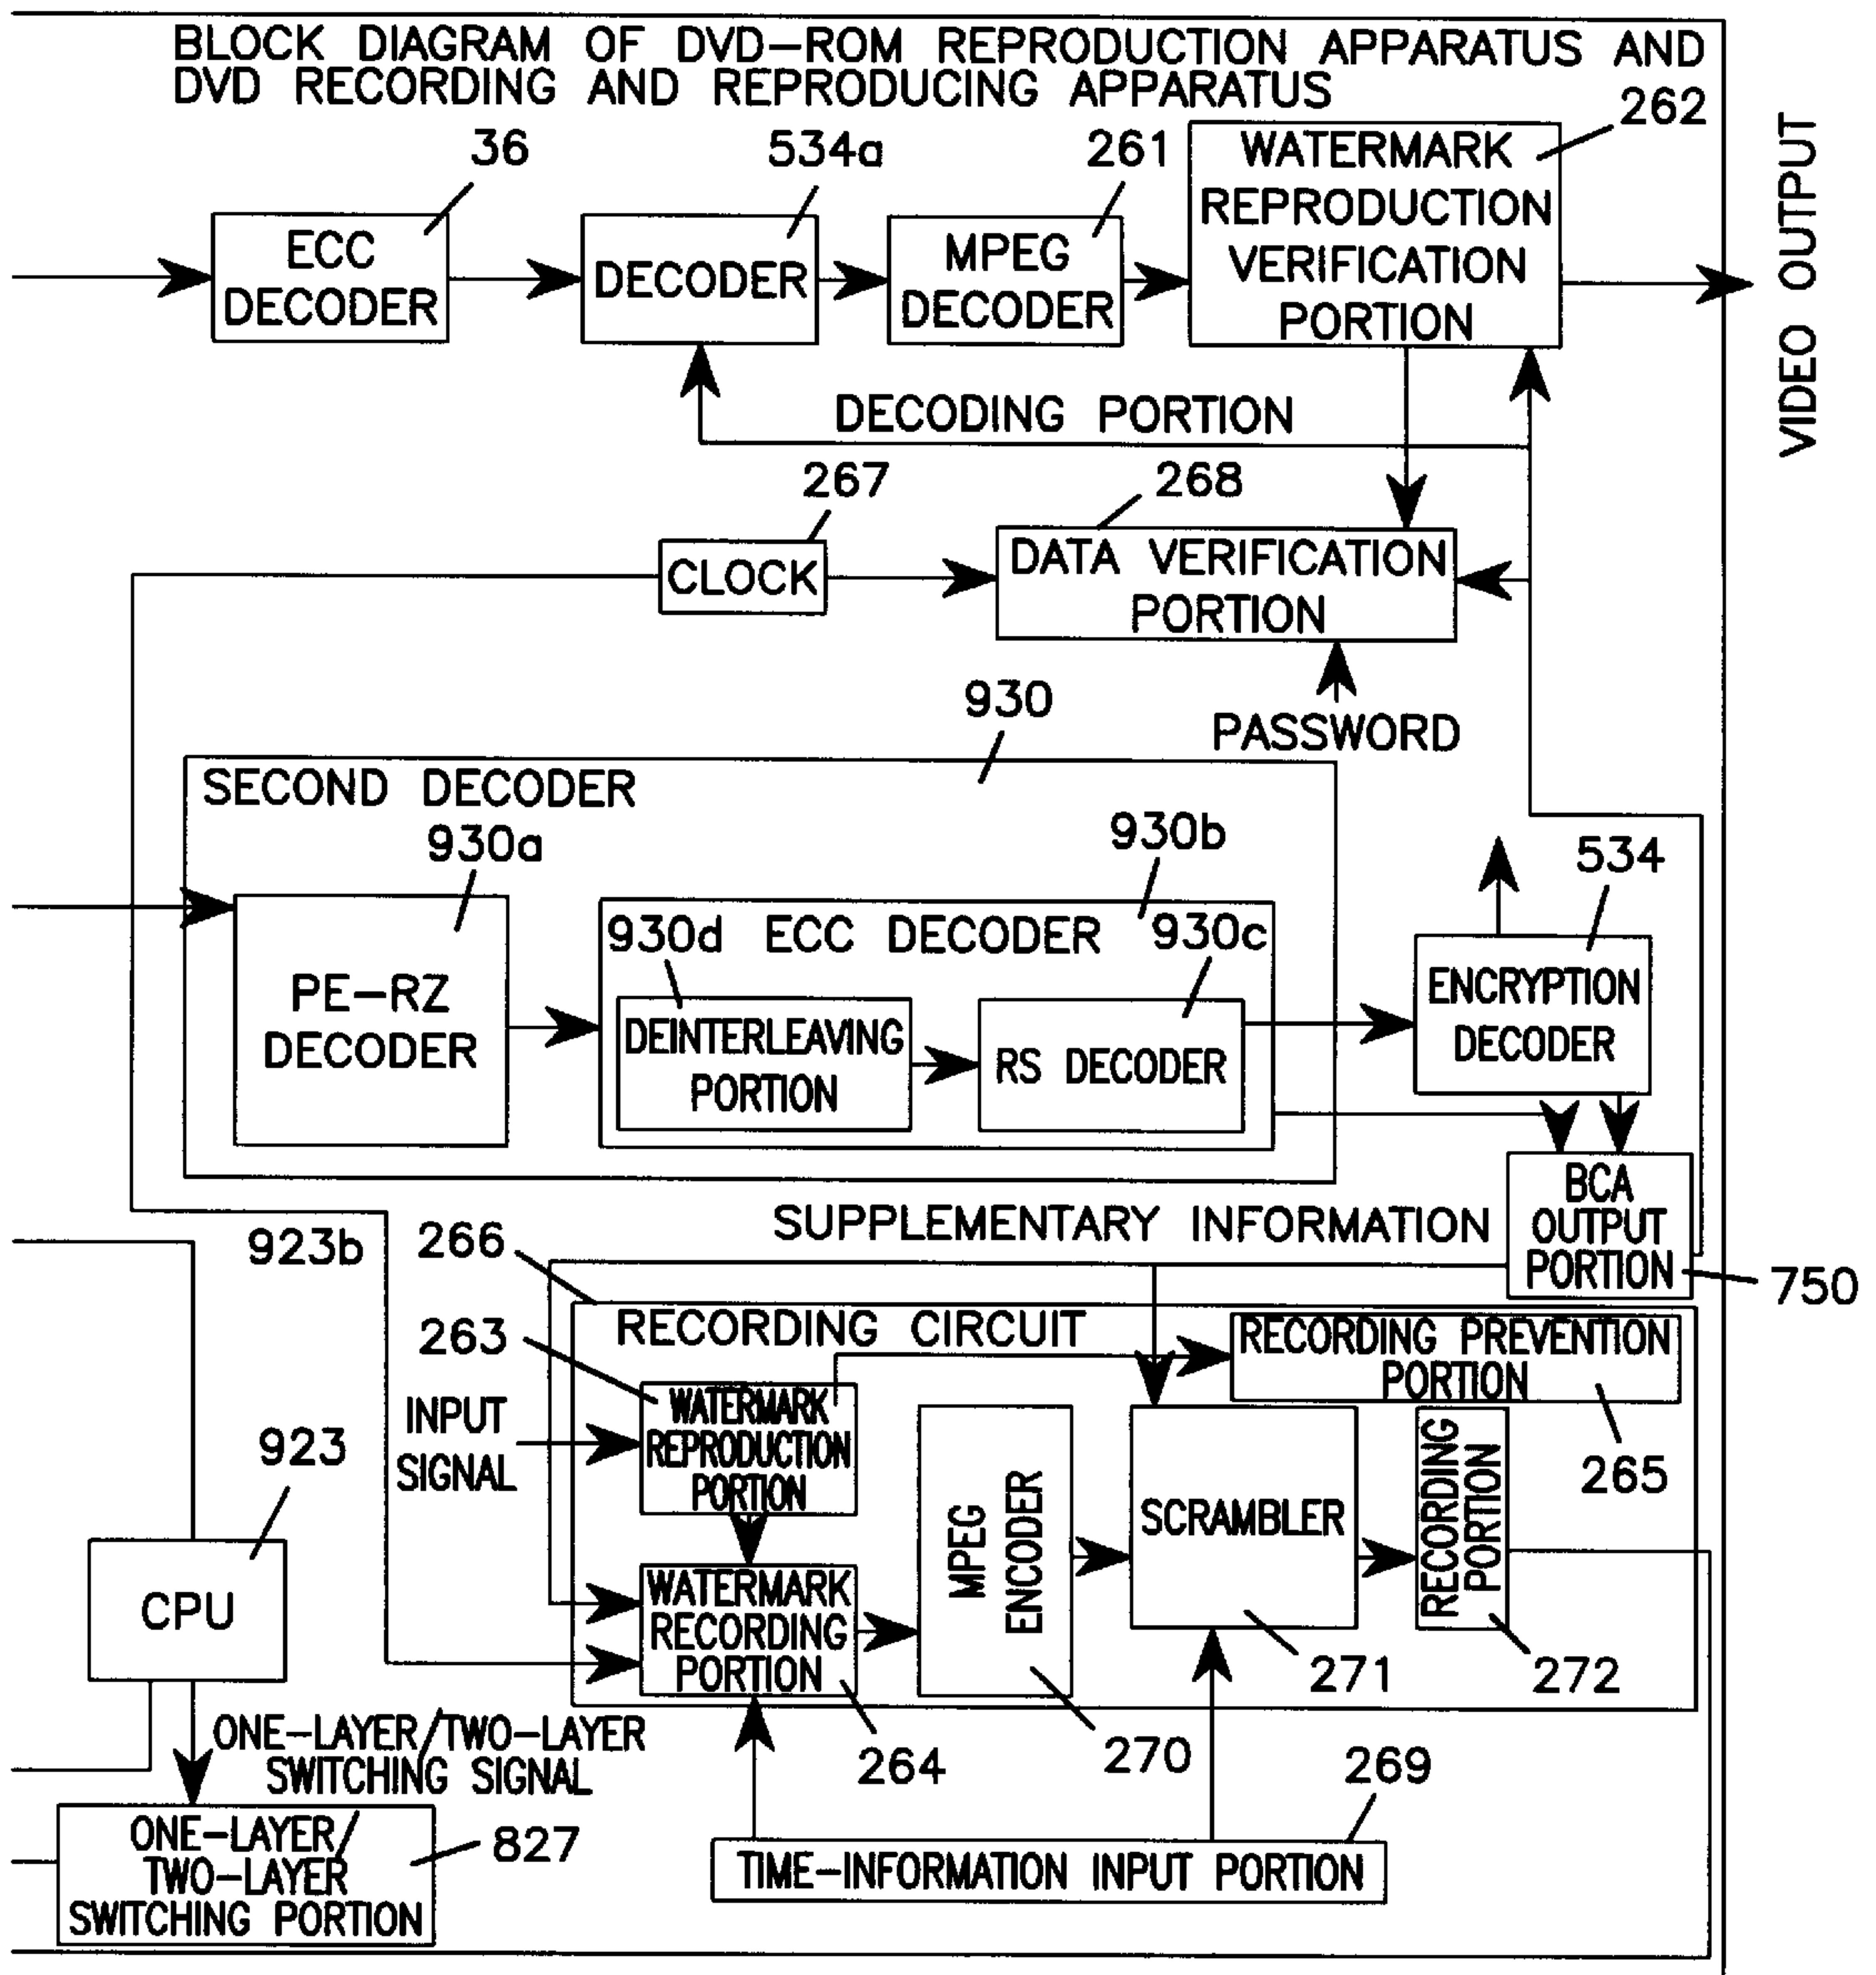 BLOCK DIAGRAM OF DVD-ROM REPRODUCTION APPARATUS AND
DVD RECORDING AND REPRODUCING APPARATUS
262
36
534a
261
WATERMARK
REPRODUCTION
VERIFICATION
PORTION
ECC
DECODER
DECODER
MPEG
DECODER
VIDEO OUTPUT
DECODING PORTION
267
268
CLOCK
DATA VERIFICATION
PORTION
930
PASSWORD
SECOND DECODER
930a
930b
534
930d
ECC DECODER
930c
PE-RZ
DECODER
DEINTERLEAVING
PORTION
RS DECODER
ENCRYPTION
DECODER
SUPPLEMENTARY INFORMATION
BCA
OUTPUT
PORTION
750
923b
266
263
RECORDING CIRCUIT
RECORDING PREVENTION
PORTION
265
INPUT
SIGNAL
WATERMARK
REPRODUCTION
PORTION
923
CPU
WATERMARK
RECORDING
PORTION
MPEG
ENCODER
SCRAMBLER
RECORDING
PORTION
271
272
ONE-LAYER/TWO-LAYER
SWITCHING SIGNAL
264
270
269
ONE-LAYER/
TWO-LAYER
SWITCHING PORTION
827
TIME-INFORMATION INPUT PORTION